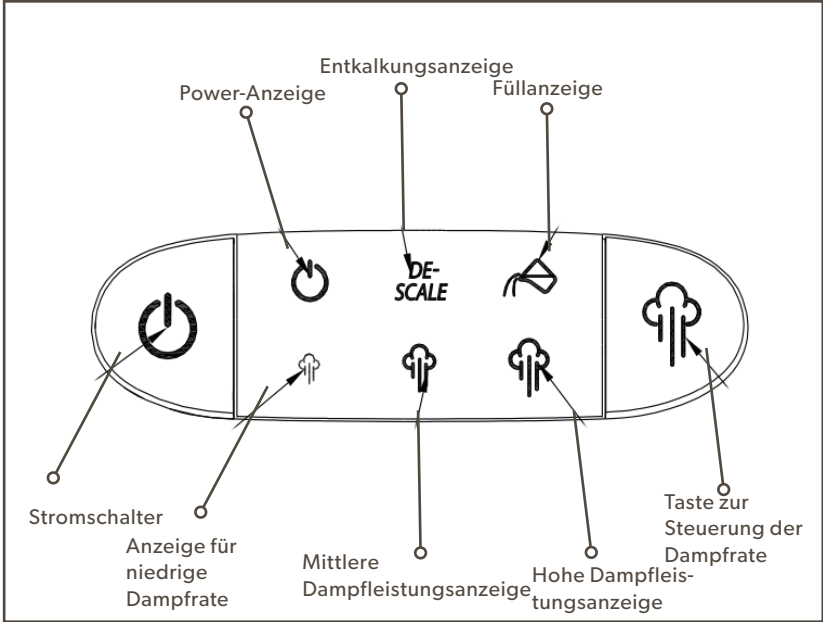 Entkalkungsanzeige
Power-Anzeige
Füllanzeige
DE-
SCALE
Stromschalter
Anzeige für
niedrige
Dampfrate
Mittlere
Dampfleistungsanzeige
Hohe Dampfleis-
tungsanzeige
Taste zur
Steuerung der
Dampfrate